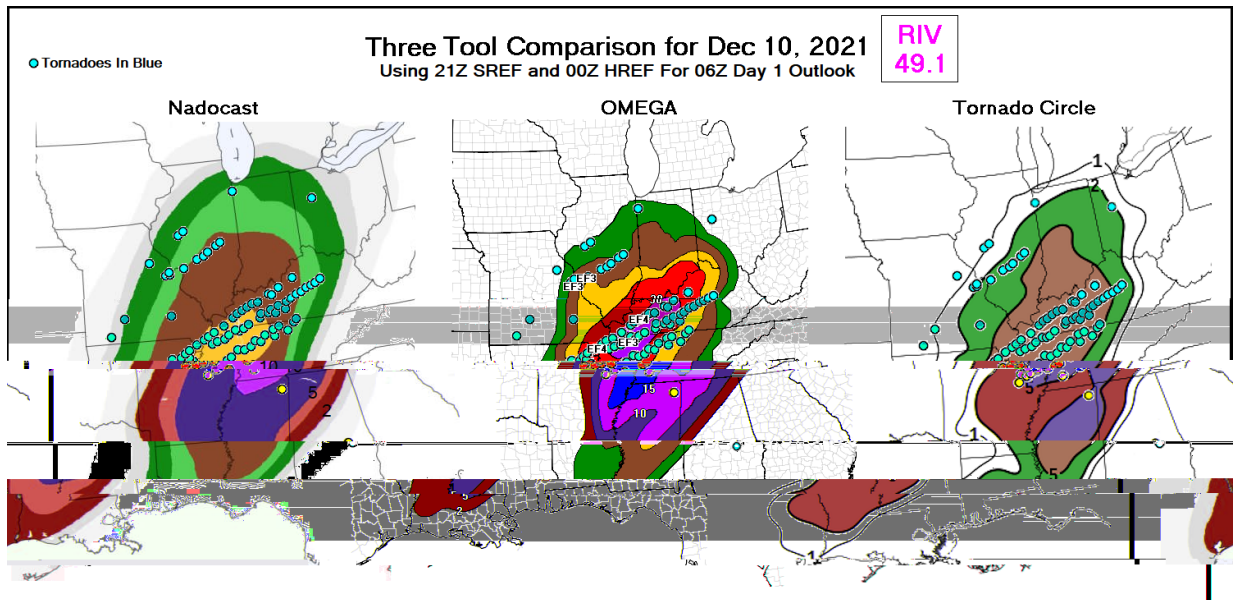 Three Tool Comparison for Dec 10, 2021
Using 21Z SREF and 00Z HREF For 06Z Day 1 Outlook
RIV
49.1
Tornadoes In Blue
Nadocast
OMEGA
Tornado Circle
1
2
EF3
EF3
30
EF4
EF3
EF4
10
5
2
15
10
5
1
5
5
2
1